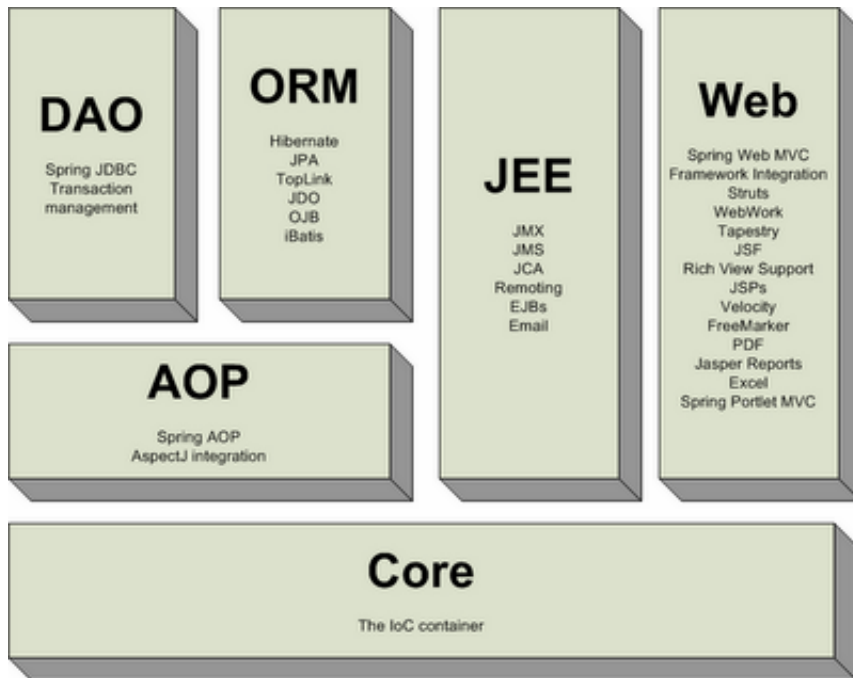 DAO
Spring JDBC
Transaction
management
ORM
Hibernate
JPA
TopLink
JDO
OJB
iBatis
JEE
JMX
JMS
JCA
Remoting
EJBs
Email
Web
Spring Web MVC
Framework Integration
Struts
WebWork
Tapestry
JSF
Rich View Support
JSPs
Velocity
FreeMarker
PDF
Jasper Reports
Excel
Spring Portlet MVC
AOP
Spring AOP
AspectJ integration
Core
The IoC container